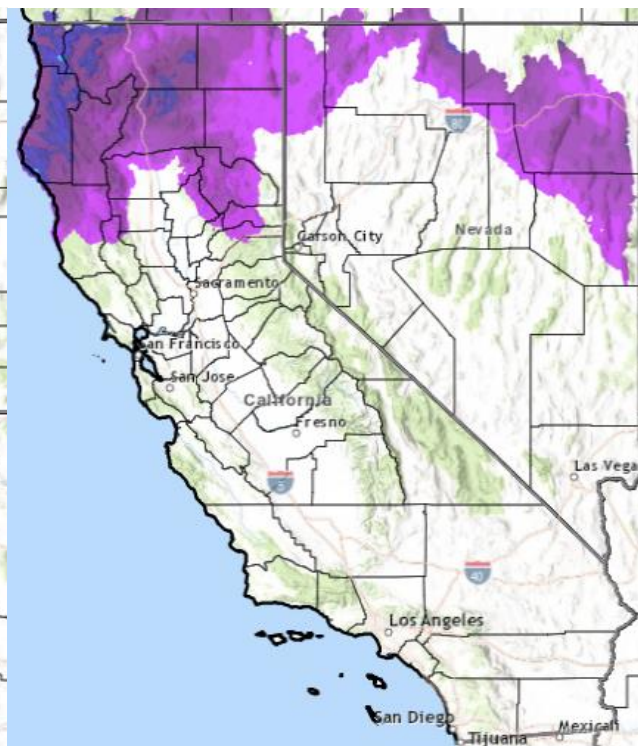 80
Nevada
Carson City
Sacramento
San Francisco
San Jose
California
Fresno
5
Las Vega
40
Los Angeles
San Diego
Tijuana
Mexicali